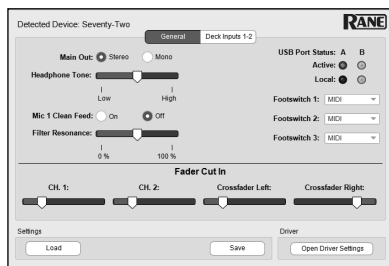 Detected Device: Seventy-Two
RANE
General
Deck Inputs 1-2
Main Out: Stereo Mono
Headphone Tone:
Low High
Mic 1 Clean Feed: On Off
Filter Resonance:
0 % 100 %
USB Port Status: A B
Active:
Local:
Footswitch 1: MIDI
Footswitch 2: MIDI
Footswitch 3: MIDI
Fader Cut In
CH. 1: CH. 2: Crossfader Left: Crossfader Right:
Settings
Load
Save
Driver
Open Driver Settings